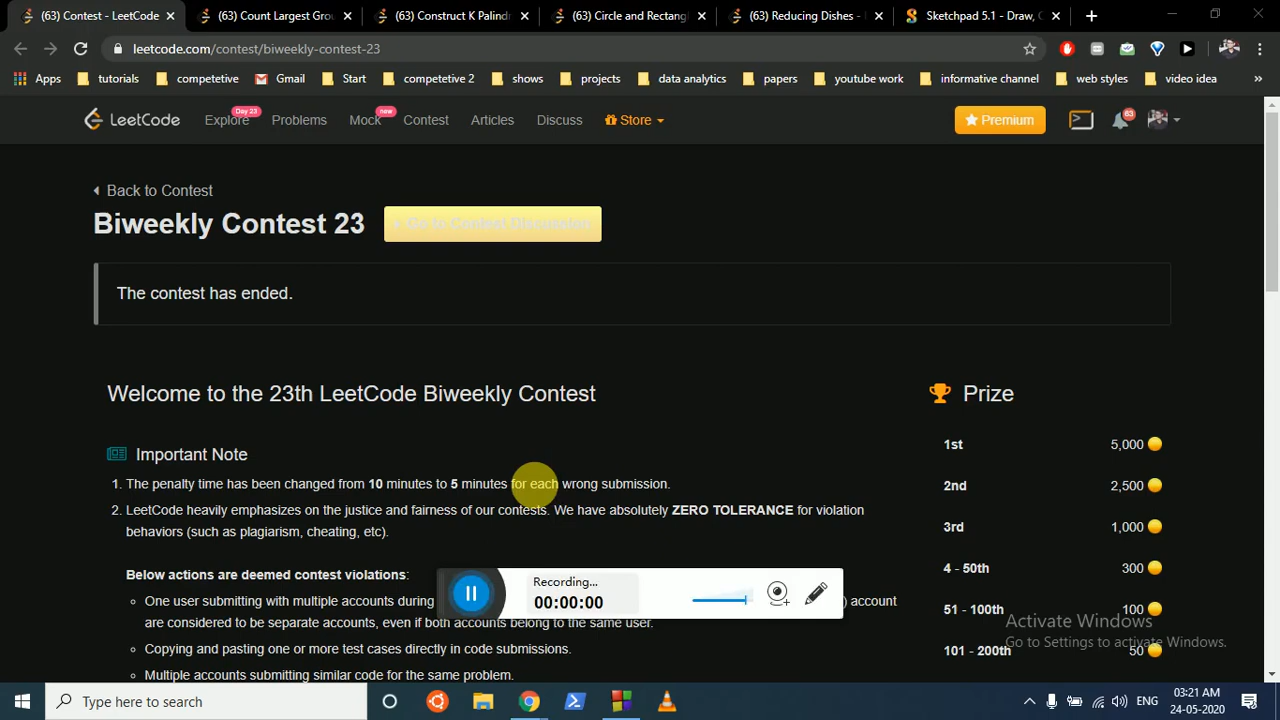 (63) Contest - LeetCode
(63) Count Largest Gro
(63) Construct K Palind
(63) Circle and Rectang
(63) Reducing Dishes -
Sketchpad 5.1 - Draw, C
leetcode.com/contest/biweekly-contest-23
Apps
tutorials
competetive
Gmail
Start
competetive 2
shows
projects
data analytics
papers
youtube work
informative channel
web styles
video idea
»
LeetCode
Explore
Day 23
Problems
Mock
new
Contest
Articles
Discuss
Store
Premium
63
Back to Contest
Biweekly Contest 23
Go to Contest Discussion
The contest has ended.
Welcome to the 23th LeetCode Biweekly Contest
Important Note
1. The penalty time has been changed from 10 minutes to 5 minutes for each wrong submission.
2. LeetCode heavily emphasizes on the justice and fairness of our contests. We have absolutely ZERO TOLERANCE for violation
behaviors (such as plagiarism, cheating, etc).
Below actions are deemed contest violations:
One user submitting with multiple accounts during
) account
are considered to be separate accounts, even if both accounts belong to the same user.
Copying and pasting one or more test cases directly in code submissions.
Multiple accounts submitting similar code for the same problem.
Prize
1st 5,000
2nd 2,500
3rd 1,000
4 - 50th 300
51 - 100th 100
101 - 200th 50
Recording...
00:00:00
Activate Windows
Go to Settings to activate Windows.
Type here to search
ENG
03:21 AM
24-05-2020